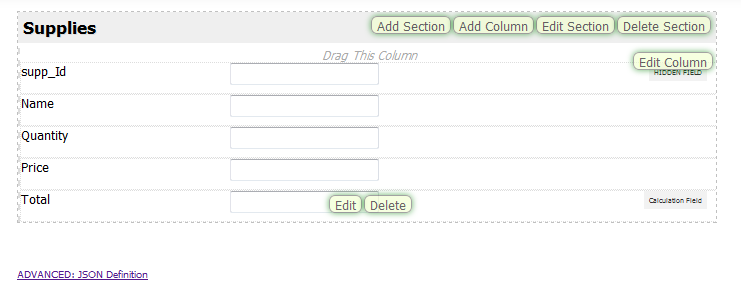 Supplies Add Section Add Column Edit Section Delete Section
Drag This Column
Edit Column
supp_Id HIDDEN FIELD
Name
Quantity
Price
Total Edit Delete Calculation Field
ADVANCED: JSON Definition